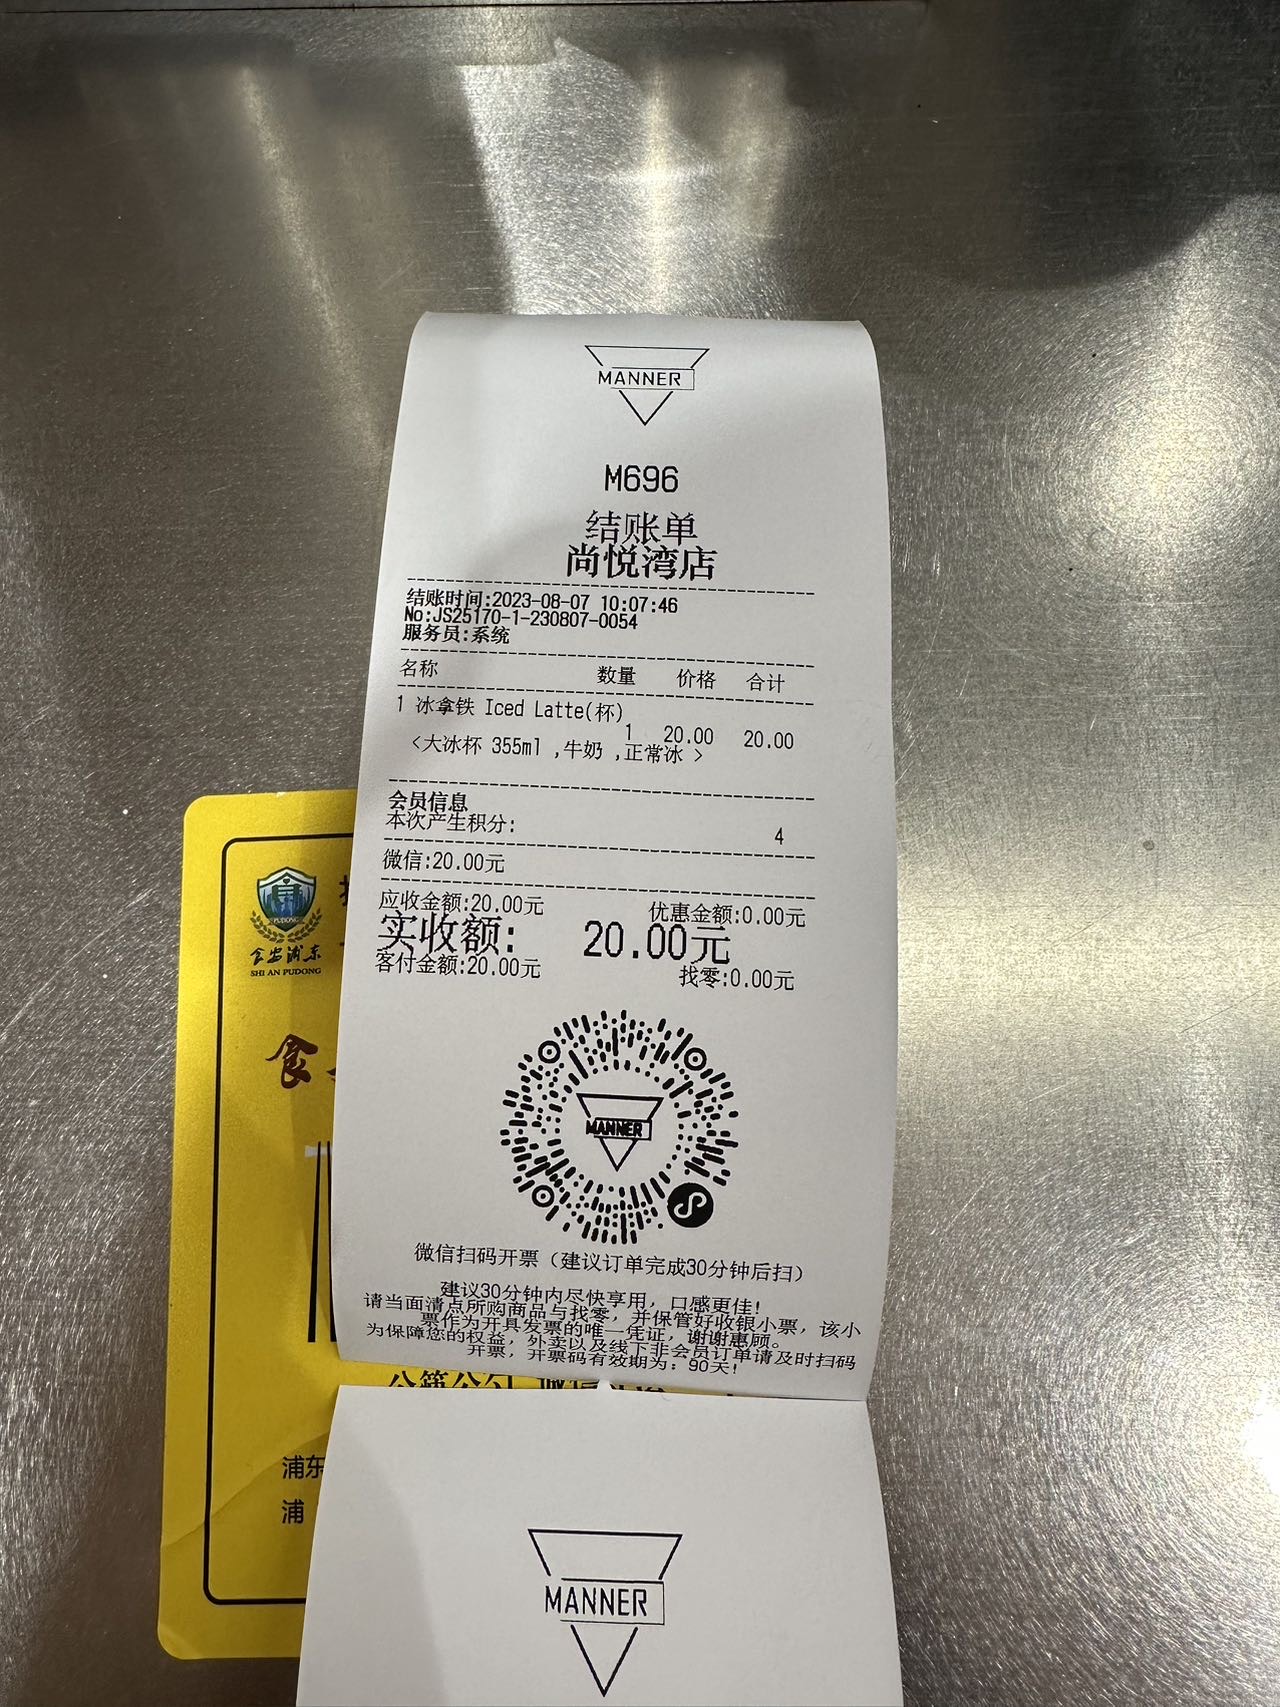 MANNER
M696
结账单
尚悦湾店
结账时间:2023-08-07 10:07:46
No:JS25170-1-230807-0054
服务员:系统
名称 数量 价格 合计
1 冰拿铁 Iced Latte(杯)
1 20.00 20.00
<大冰杯 355ml ,牛奶 ,正常冰 >
会员信息
本次产生积分: 4
微信:20.00元
应收金额:20.00元 优惠金额:0.00元
实收额: 20.00元
客付金额:20.00元 找零:0.00元
MANNER
微信扫码开票（建议订单完成30分钟后扫）
建议30分钟内尽快享用，口感更佳!
请当面清点所购商品与找零，并保管好收银小票，该小
票作为开具发票的唯一凭证，谢谢惠顾。
为保障您的权益，外卖以及线下非会员订单请及时扫码
开票，开票码有效期为：90天!
MANNER
PUDONG
食安浦东
SHI AN PUDONG
食
公筷公勺
浦东
浦